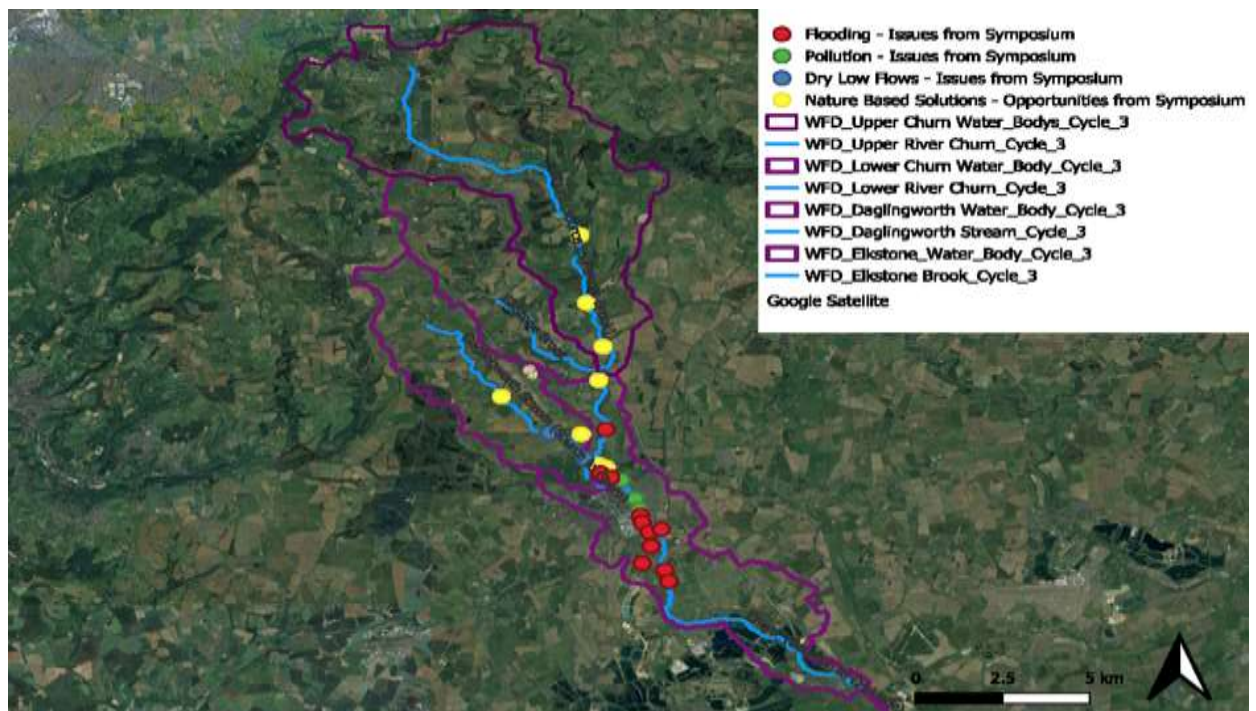 Flooding - Issues from Symposium
Pollution - Issues from Symposium
Dry Low Flows - Issues from Symposium
Nature Based Solutions - Opportunities from Symposium
WFD_Upper Churn Water_Bodys_Cycle_3
WFD_Upper River Churn_Cycle_3
WFD_Lower Churn Water_Body_Cycle_3
WFD_Lower River Churn_Cycle_3
WFD_Daglingworth Water_Body_Cycle_3
WFD_Daglingworth Stream_Cycle_3
WFD_Elkstone_Water_Body_Cycle_3
WFD_Elkstone Brook_Cycle_3
Google Satellite
0 2.5 5 km